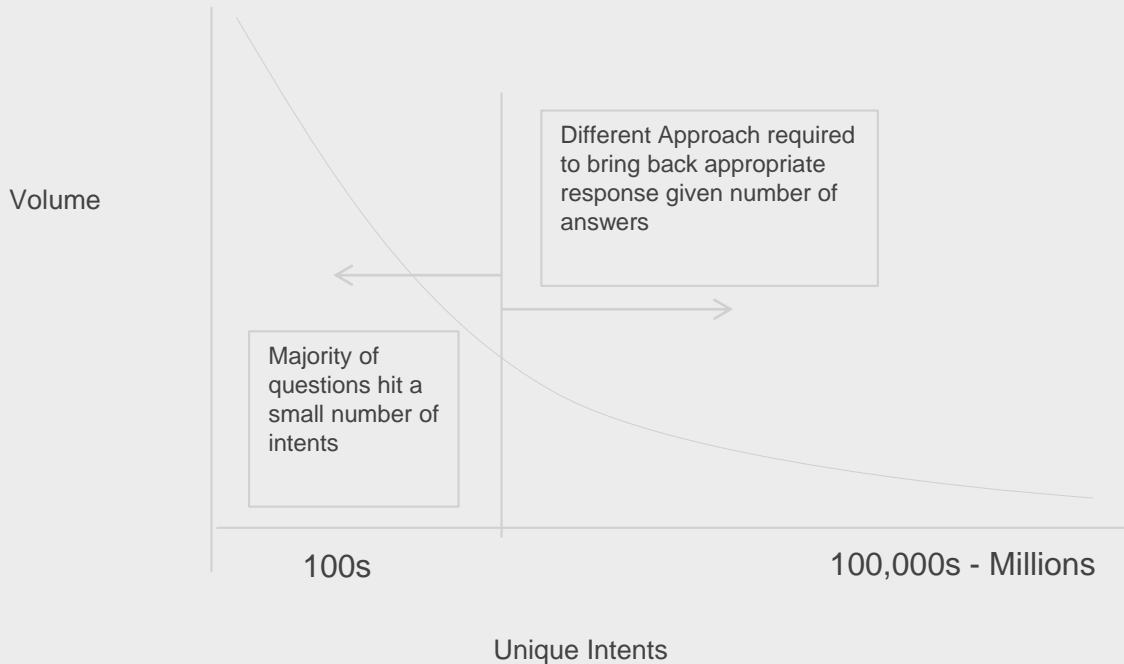 Different Approach required
to bring back appropriate
response given number of
answers
Volume
Majority of
questions hit a
small number of
intents
100s
100,000s - Millions
Unique Intents